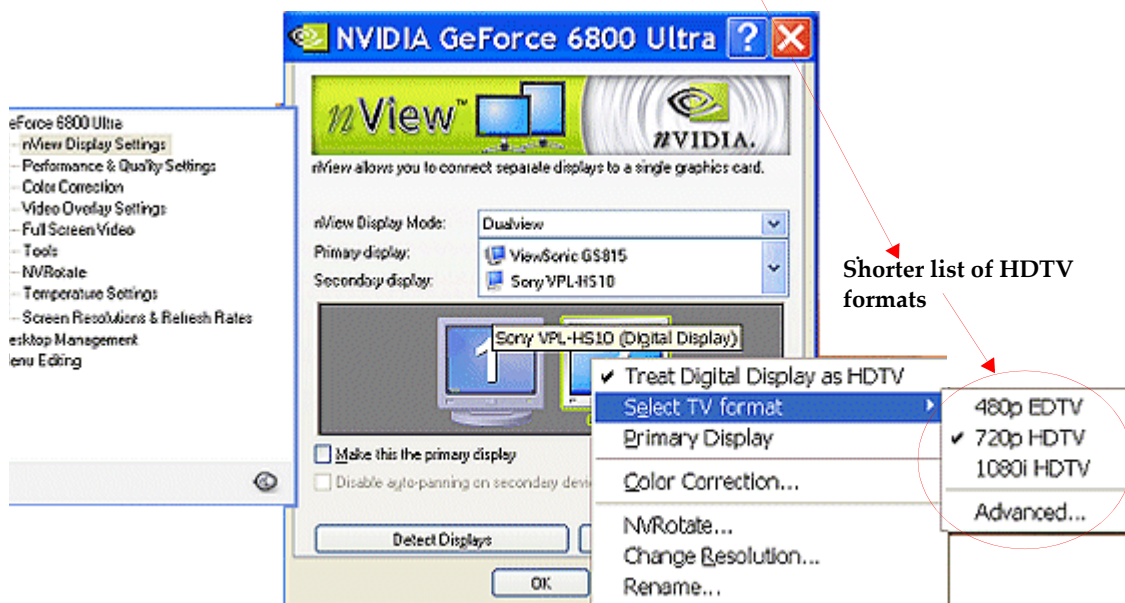 NVIDIA GeForce 6800 Ultra
nView™
nVIDIA.
nView allows you to connect separate displays to a single graphics card.
eForce 6800 Ultra
nView Display Settings
Performance & Quality Settings
Color Correction
Video Overlay Settings
Full Screen Video
Tools
NVRotate
Temperature Settings
Screen Resolutions & Refresh Rates
esktop Management
enu Editing
nView Display Mode: Dualview
Primary display: ViewSonic GS815
Secondary display: Sony VPL-HS10
Sony VPL-HS10 (Digital Display)
1
Make this the primary display
Disable auto-panning on secondary devi
Detect Displays
OK
Treat Digital Display as HDTV
Select TV format
Primary Display
Color Correction...
NVRotate...
Change Resolution...
Rename...
Shorter list of HDTV
formats
480p EDTV
720p HDTV
1080i HDTV
Advanced...